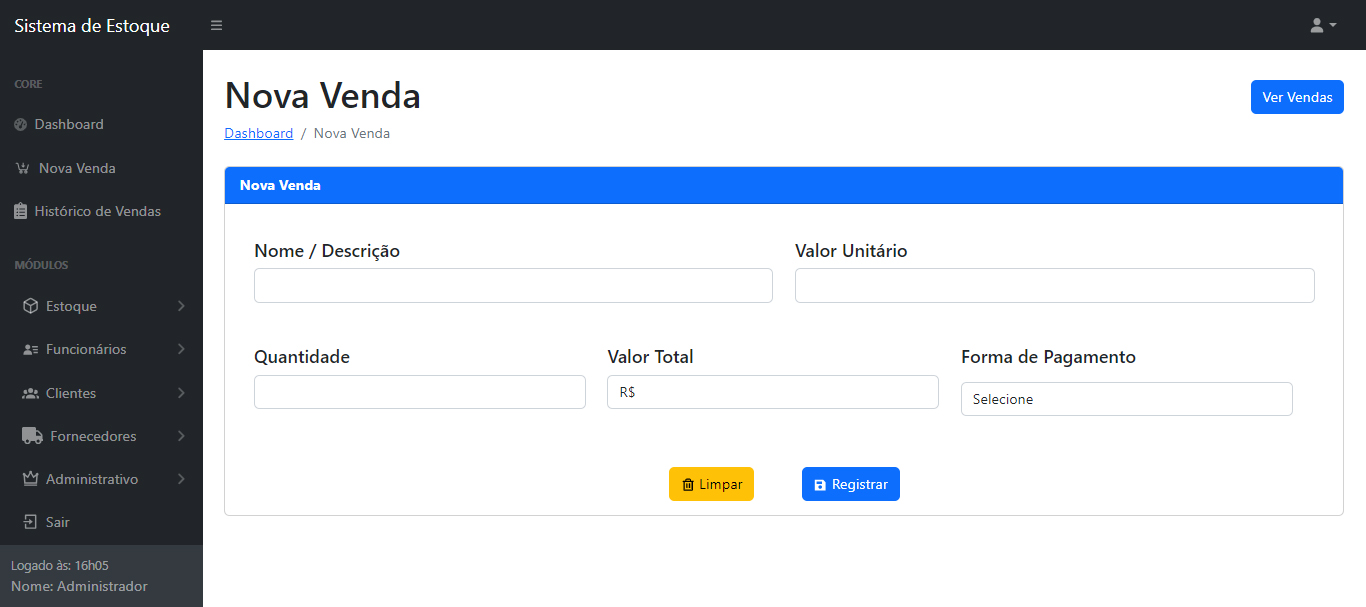 Sistema de Estoque
CORE
Dashboard
Nova Venda
Histórico de Vendas
MÓDULOS
Estoque
Funcionários
Clientes
Fornecedores
Administrativo
Sair
Logado às: 16h05
Nome: Administrador
Nova Venda
Ver Vendas
Dashboard / Nova Venda
Nova Venda
Nome / Descrição
Valor Unitário
Quantidade
Valor Total
Forma de Pagamento
R$
Selecione
Limpar
Registrar